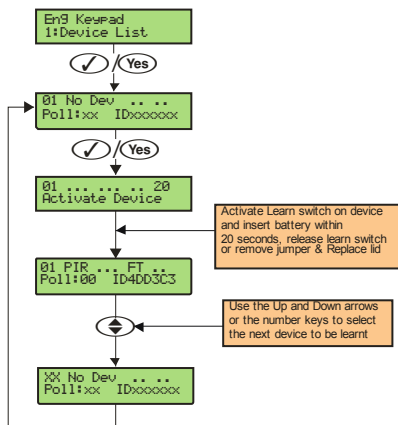 Eng Keypad
1:Device List
✓ / Yes
01 No Dev .. ..
Poll:xx IDxxxxxx
✓ / Yes
01 ... ... .. 20
Activate Device
Activate Learn switch on device
and insert battery within
20 seconds, release learn switch
or remove jumper & Replace lid
01 PIR ... FT ..
Poll:00 ID4DD3C3
Use the Up and Down arrows
or the number keys to select
the next device to be learnt
XX No Dev .. ..
Poll:xx IDxxxxxx